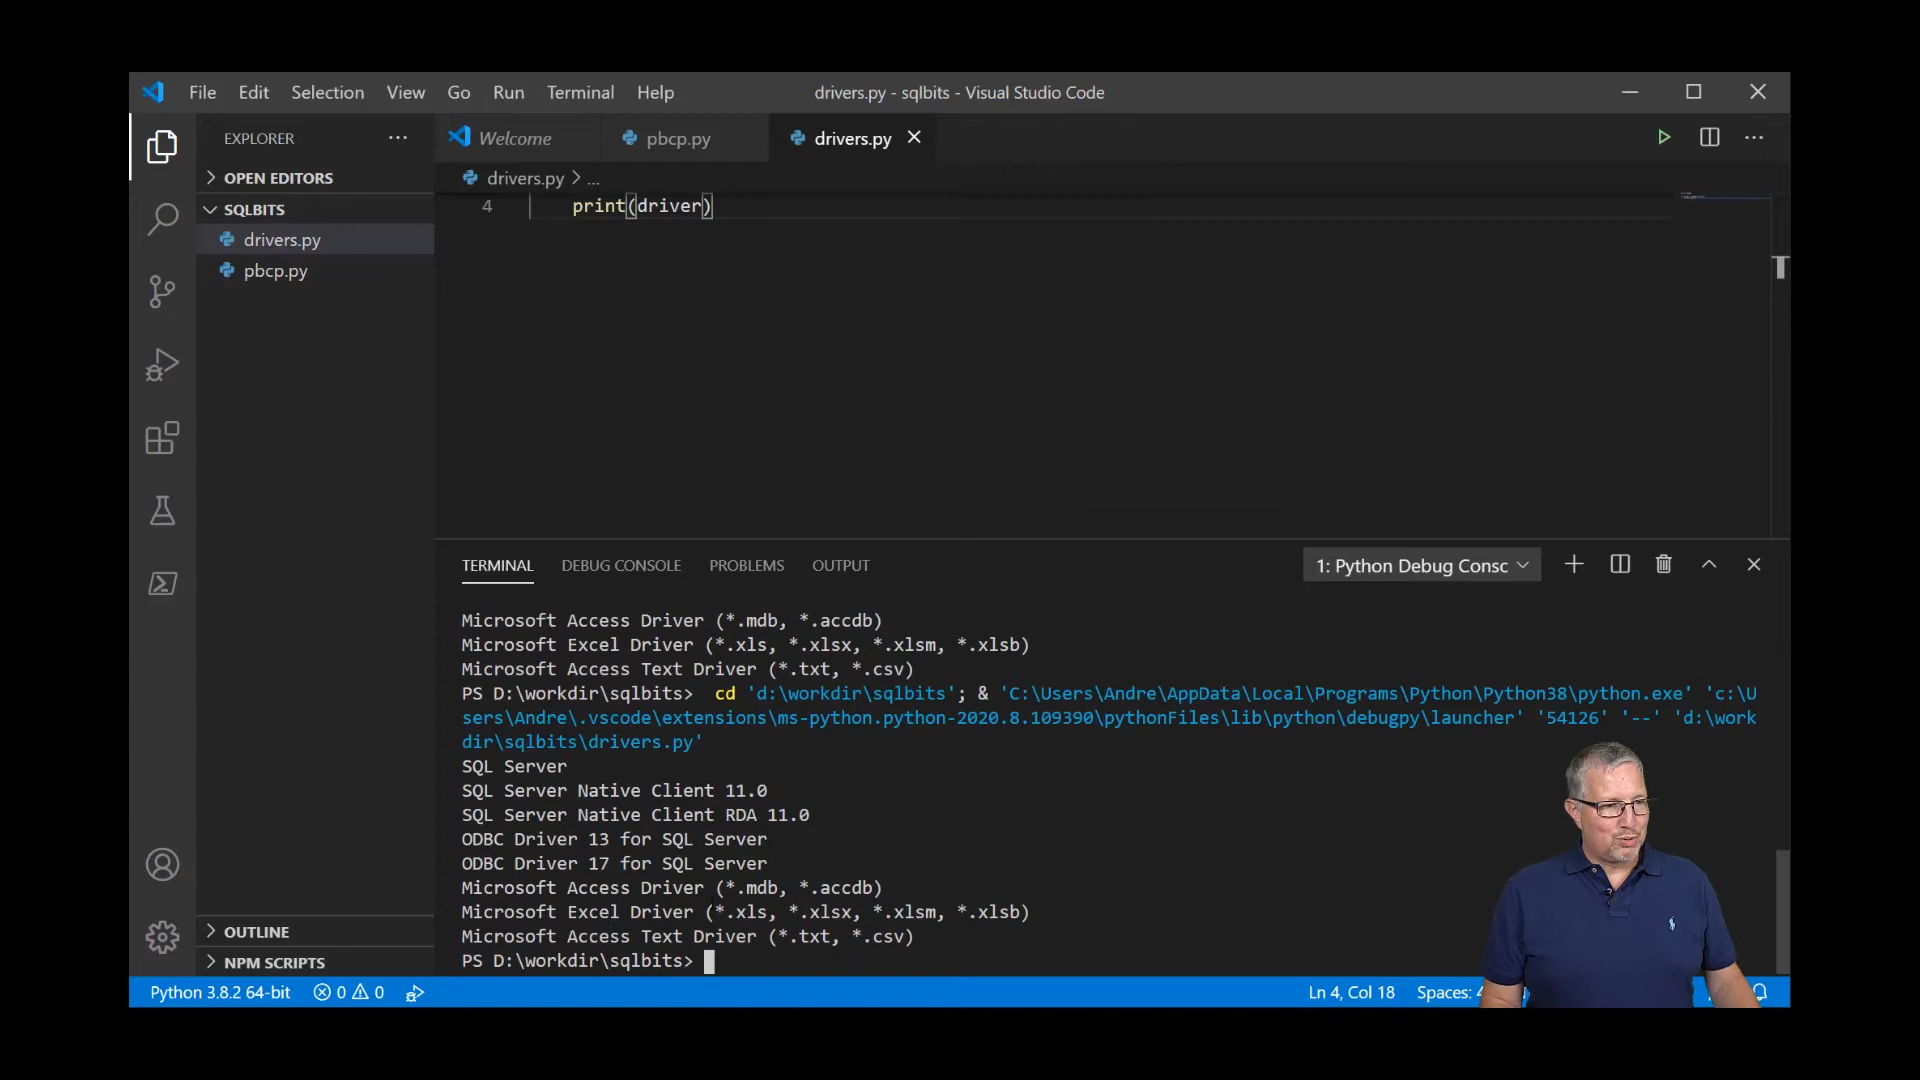 File Edit Selection View Go Run Terminal Help drivers.py - sqlbits - Visual Studio Code
EXPLORER
Welcome pbcp.py drivers.py
OPEN EDITORS
drivers.py > ...
SQLBITS
4 print(driver)
drivers.py
pbcp.py
TERMINAL DEBUG CONSOLE PROBLEMS OUTPUT 1: Python Debug Consc
Microsoft Access Driver (*.mdb, *.accdb)
Microsoft Excel Driver (*.xls, *.xlsx, *.xlsm, *.xlsb)
Microsoft Access Text Driver (*.txt, *.csv)
PS D:\workdir\sqlbits> cd 'd:\workdir\sqlbits'; & 'C:\Users\Andre\AppData\Local\Programs\Python\Python38\python.exe' 'c:\U
sers\Andre\.vscode\extensions\ms-python.python-2020.8.109390\pythonFiles\lib\python\debugpy\launcher' '54126' '--' 'd:\work
dir\sqlbits\drivers.py'
SQL Server
SQL Server Native Client 11.0
SQL Server Native Client RDA 11.0
ODBC Driver 13 for SQL Server
ODBC Driver 17 for SQL Server
Microsoft Access Driver (*.mdb, *.accdb)
Microsoft Excel Driver (*.xls, *.xlsx, *.xlsm, *.xlsb)
Microsoft Access Text Driver (*.txt, *.csv)
PS D:\workdir\sqlbits>
OUTLINE
NPM SCRIPTS
Python 3.8.2 64-bit 0 0 Ln 4, Col 18 Spaces: